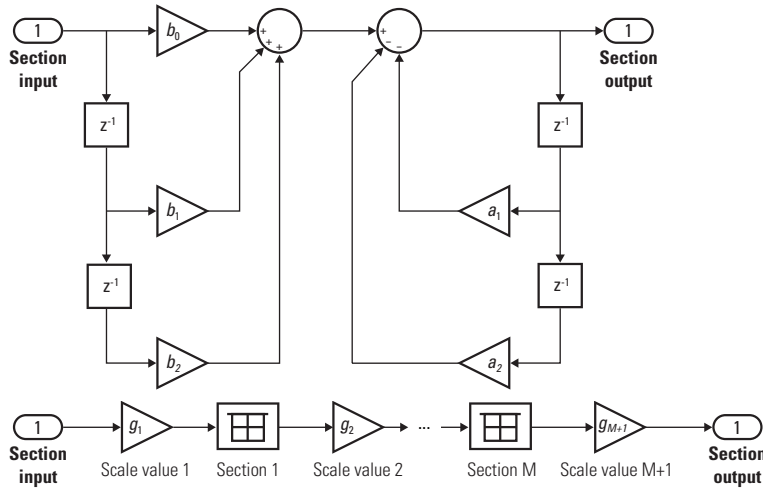 1 b0 + + + + − − 1
Section input
Section output
z-1 z-1
b1 a1
z-1 z-1
b2 a2
1 g1 g2 ... gM+1 1
Section input Scale value 1 Section 1 Scale value 2 Section M Scale value M+1 Section output